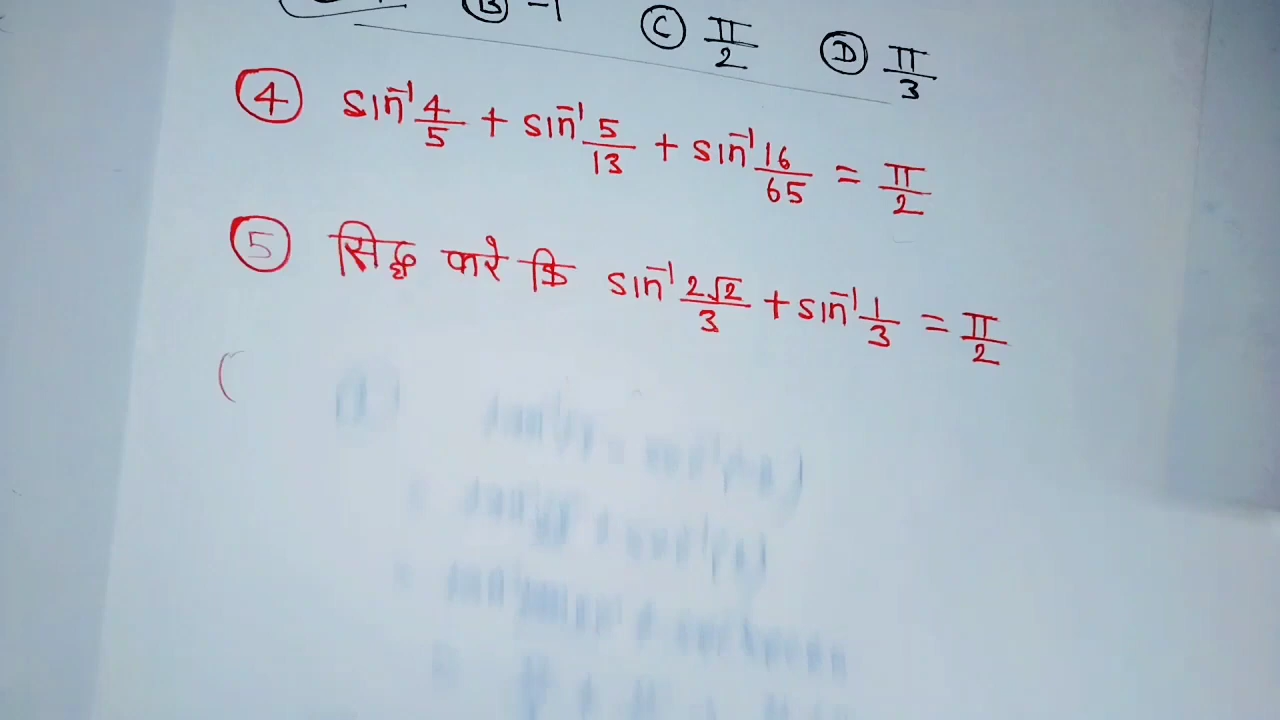 Ⓑ -1 Ⓒ π/2 Ⓓ π/3
④ sin⁻¹ 4/5 + sin⁻¹ 5/13 + sin⁻¹ 16/65 = π/2
⑤ सिद्ध करे कि sin⁻¹ 2√2/3 + sin⁻¹ 1/3 = π/2